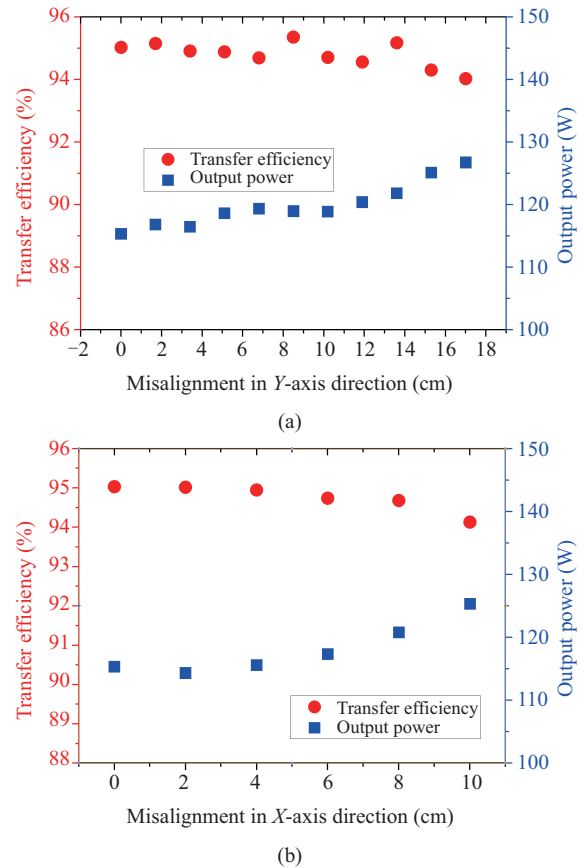 96
95
94
91
90
88
86
Transfer efficiency (%)
Transfer efficiency
Output power
150
140
130
120
110
100
Output power (W)
−2 0 2 4 6 8 10 12 14 16 18
Misalignment in Y-axis direction (cm)
(a)
96
95
94
93
92
91
90
89
88
Transfer efficiency (%)
Transfer efficiency
Output power
150
140
130
120
110
100
Output power (W)
0 2 4 6 8 10
Misalignment in X-axis direction (cm)
(b)